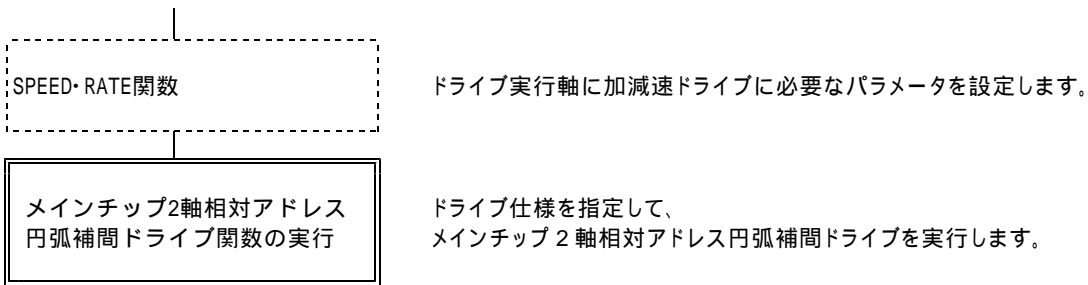 SPEED・RATE関数
ドライブ実行軸に加減速ドライブに必要なパラメータを設定します。
メインチップ2軸相対アドレス
円弧補間ドライブ関数の実行
ドライブ仕様を指定して、
メインチップ２軸相対アドレス円弧補間ドライブを実行します。